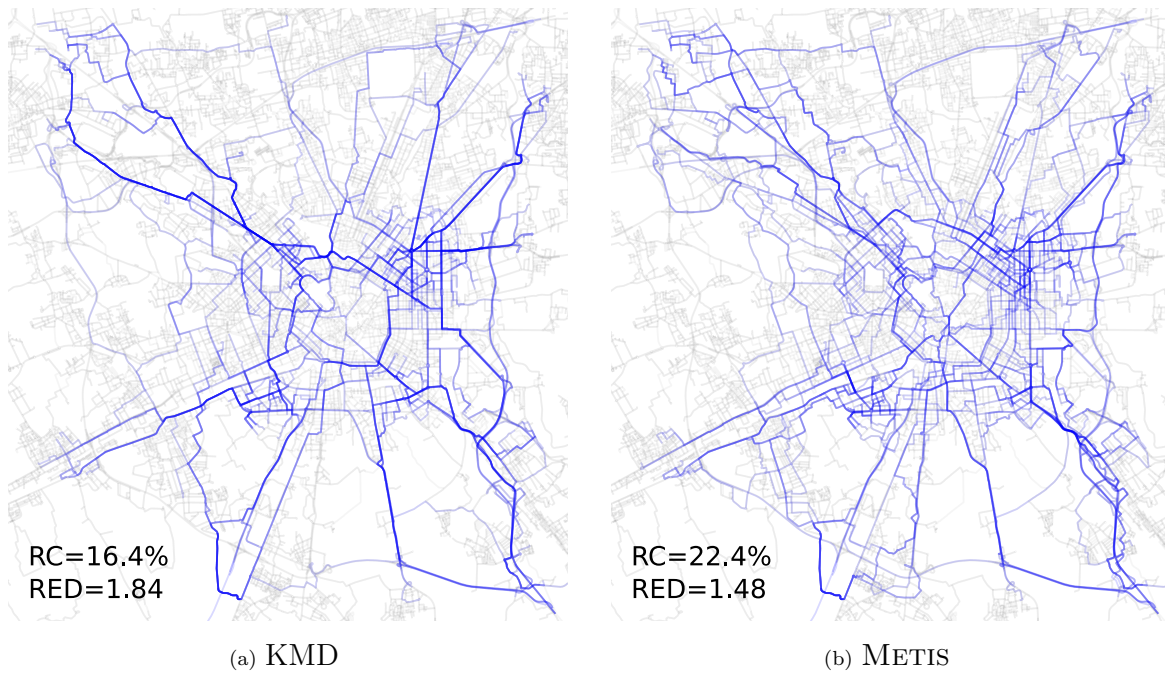 RC=16.4%
RED=1.84
RC=22.4%
RED=1.48
(a) KMD
(b) METIS